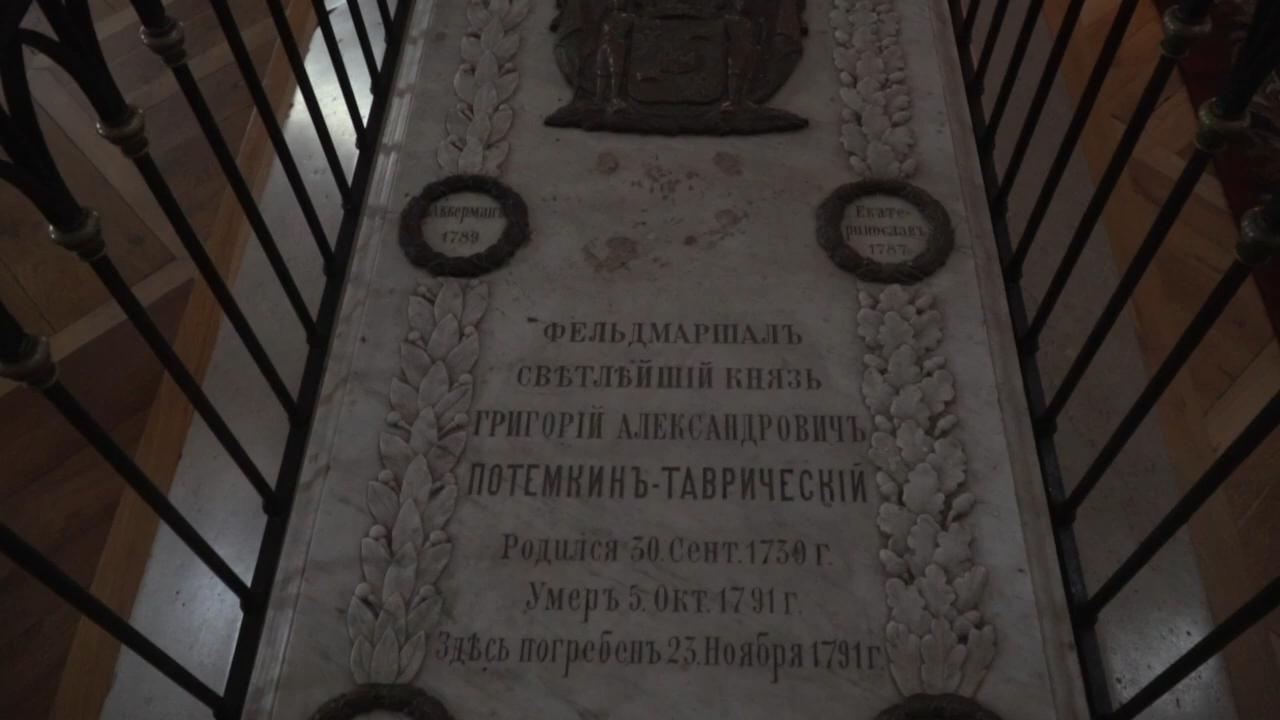 Аккерманъ
1789
Екате-
ринославъ
1787.
ФЕЛЬДМАРШАЛЪ
СВѢТЛѢЙШІЙ КНЯЗЬ
ГРИГОРІЙ АЛЕКСАНДРОВИЧЪ
ПОТЕМКИНЪ-ТАВРИЧЕСКІЙ
Родился 30. Сент. 1739 г.
Умеръ 5. Окт. 1791 г.
Здѣсь погребенъ 23. Ноября 1791 г.